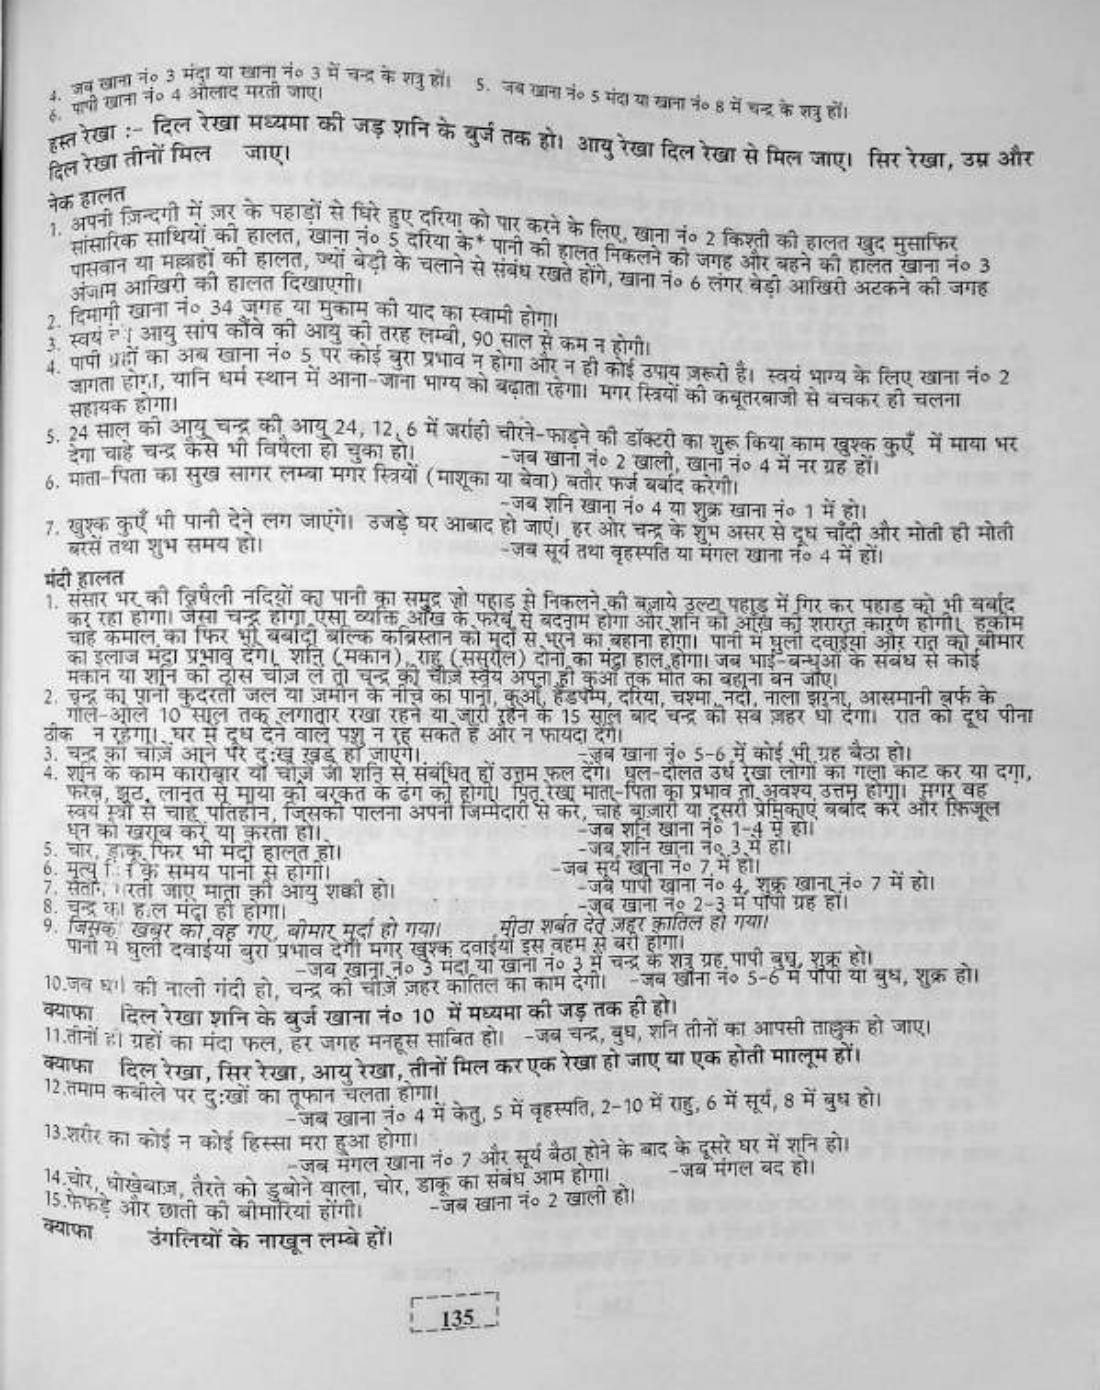 4. जब खाना नं० 3 मंदा या खाना नं० 3 में चन्द्र के शत्रु हों। 5. जब खाना नं० 5 मंदा या खाना नं० 8 में चन्द्र के शत्रु हों।
6. पापी खाना नं० 4 औलाद मरती जाए।
हस्त रेखा :- दिल रेखा मध्यमा की जड़ शनि के बुर्ज तक हो। आयु रेखा दिल रेखा से मिल जाए। सिर रेखा, उम्र और
दिल रेखा तीनों मिल जाए।
नेक हालत
1. अपनी ज़िन्दगी में ज़र के पहाड़ों से घिरे हुए दरिया को पार करने के लिए, खाना नं० 2 किश्ती की हालत खुद मुसाफिर
सांसारिक साथियों की हालत, खाना नं० 5 दरिया के* पानी की हालत निकलने की जगह और बहने की हालत खाना नं० 3
पासवान या मल्लाहों की हालत, ज्यों बेड़ी के चलाने से संबंध रखते होंगे, खाना नं० 6 लंगर बेड़ी आखिरी अटकने की जगह
अंजाम आखिरी की हालत दिखाएगी।
2. दिमागी खाना नं० 34 जगह या मुकाम की याद का स्वामी होगा।
3. स्वयं आयु सांप कौवे की आयु की तरह लम्बी, 90 साल से कम न होगी।
4. पापी ग्रहों का अब खाना नं० 5 पर कोई बुरा प्रभाव न होगा और न ही कोई उपाय ज़रूरी है। स्वयं भाग्य के लिए खाना नं० 2
जागता होगा, यानि धर्म स्थान में आना-जाना भाग्य को बढ़ाता रहेगा। मगर स्त्रियों की कबूतरबाजी से बचकर ही चलना
सहायक होगा।
5. 24 साल की आयु चन्द्र की आयु 24, 12, 6 में जर्राही चीरने-फाड़ने की डॉक्टरी का शुरू किया काम खुश्क कुएँ में माया भर
देगा चाहे चन्द्र कैसे भी विषैला हो चुका हो। -जब खाना नं० 2 खाली, खाना नं० 4 में नर ग्रह हों।
6. माता-पिता का सुख सागर लम्बा मगर स्त्रियों (माशूका या बेवा) बतौर फर्ज बर्बाद करेगी।
-जब शनि खाना नं० 4 या शुक्र खाना नं० 1 में हो।
7. खुश्क कुएँ भी पानी देने लग जाएंगे। उजड़े घर आबाद हो जाएं। हर ओर चन्द्र के शुभ असर से दूध चाँदी और मोती ही मोती
बरसें तथा शुभ समय हो। -जब सूर्य तथा वृहस्पति या मंगल खाना नं० 4 में हों।
मंदी हालत
1. संसार भर की विषैली नदियों का पानी का समुद्र जो पहाड़ से निकलने की बजाये उल्टा पहाड़ में गिर कर पहाड़ को भी बर्बाद
कर रहा होगा। जैसा चन्द्र होगा ऐसा व्यक्ति आँख के फरेब से बदनाम होगा और शनि की आँख की शरारत कारण होगी। हकीम
चाहे कमाल का फिर भी बर्बादी बल्कि कब्रिस्तान को मुर्दों से भरने का बहाना होगा। पानी में घुली दवाईयां और रात को बीमार
का इलाज मंदा प्रभाव देंगे। शनि (मकान), राहु (ससुराल) दोनों का मंदा हाल होगा। जब भाई-बन्धुओं के संबंध से कोई
मकान या शनि की ठोस चीज़ ले तो चन्द्र की चीज़ें स्वयं अपना ही कुआँ तक मौत का बहाना बन जाए।
2. चन्द्र का पानी कुदरती जल या ज़मीन के नीचे का पानी, कुआँ, हैंडपम्प, दरिया, चश्मा, नदी, नाला झरना, आसमानी बर्फ के
गोले-ओले 10 साल तक लगातार रखा रहने या जारी रहने के 15 साल बाद चन्द्र की सब ज़हर धो देगा। रात को दूध पीना
ठीक न रहेगा। घर में दूध देने वाले पशु न रह सकते हैं और न फायदा देंगे।
3. चन्द्र की चीज़ें आने पर दुःख खड़े हो जाएंगे। -जब खाना नं० 5-6 में कोई भी ग्रह बैठा हो।
4. शनि के काम कारोबार या चीज़ें जो शनि से संबंधित हों उत्तम फल देंगे। धन-दौलत उर्ध रेखा लोगों का गला काट कर या दगा,
फरेब, झूठ, लानत से माया की बरकत के ढंग की होगी। पितृ रेखा माता-पिता का प्रभाव तो अवश्य उत्तम होगा। मगर वह
स्वयं स्त्री से चाहे पतिहीन, जिसकी पालना अपनी जिम्मेदारी से करे, चाहे बाज़ारी या दूसरी प्रेमिकाएं बर्बाद करें और फ़िजूल
धन को खराब करें या करता हो। -जब शनि खाना नं० 1-4 में हो।
5. चोर, डाकू फिर भी मंदी हालत हो। -जब शनि खाना नं० 3 में हो।
6. मृत्यु के समय पानी से होगी। -जब सूर्य खाना नं० 7 में हो।
7. मरती जाए माता की आयु शक्की हो। -जब पापी खाना नं० 4, शुक्र खाना नं० 7 में हो।
8. चन्द्र का हाल मंदा ही होगा। -जब खाना नं० 2-3 में पापी ग्रह हों।
9. जिसकी खबर को वह गए, बीमार मुर्दा हो गया। मीठा शर्बत देते ज़हर क़ातिल हो गया।
पानी में घुली दवाईयां बुरा प्रभाव देंगी मगर खुश्क दवाईयां इस वहम से बरी होंगी।
-जब खाना नं० 3 मंदा या खाना नं० 3 में चन्द्र के शत्रु ग्रह, पापी बुध, शुक्र हो।
10.जब की नाली गंदी हो, चन्द्र की चीज़ें ज़हर क़ातिल का काम देंगी। -जब खाना नं० 5-6 में पापी या बुध, शुक्र हो।
क्याफा दिल रेखा शनि के बुर्ज खाना नं० 10 में मध्यमा की जड़ तक ही हो।
11.तीनों ही ग्रहों का मंदा फल, हर जगह मनहूस साबित हो। -जब चन्द्र, बुध, शनि तीनों का आपसी ताल्लुक हो जाए।
क्याफा दिल रेखा, सिर रेखा, आयु रेखा, तीनों मिल कर एक रेखा हो जाए या एक होती माालूम हों।
12.तमाम कबीले पर दुःखों का तूफान चलता होगा।
-जब खाना नं० 4 में केतु, 5 में वृहस्पति, 2-10 में राहु, 6 में सूर्य, 8 में बुध हो।
13.शरीर का कोई न कोई हिस्सा मरा हुआ होगा।
-जब मंगल खाना नं० 7 और सूर्य बैठा होने के बाद के दूसरे घर में शनि हो।
14.चोर, धोखेबाज़, तैरते को डुबोने वाला, चोर, डाकू का संबंध आम होगा। -जब मंगल बद हो।
15.फेफड़े और छाती की बीमारियां होंगी। -जब खाना नं० 2 खाली हो।
क्याफा उंगलियों के नाखून लम्बे हों।
135